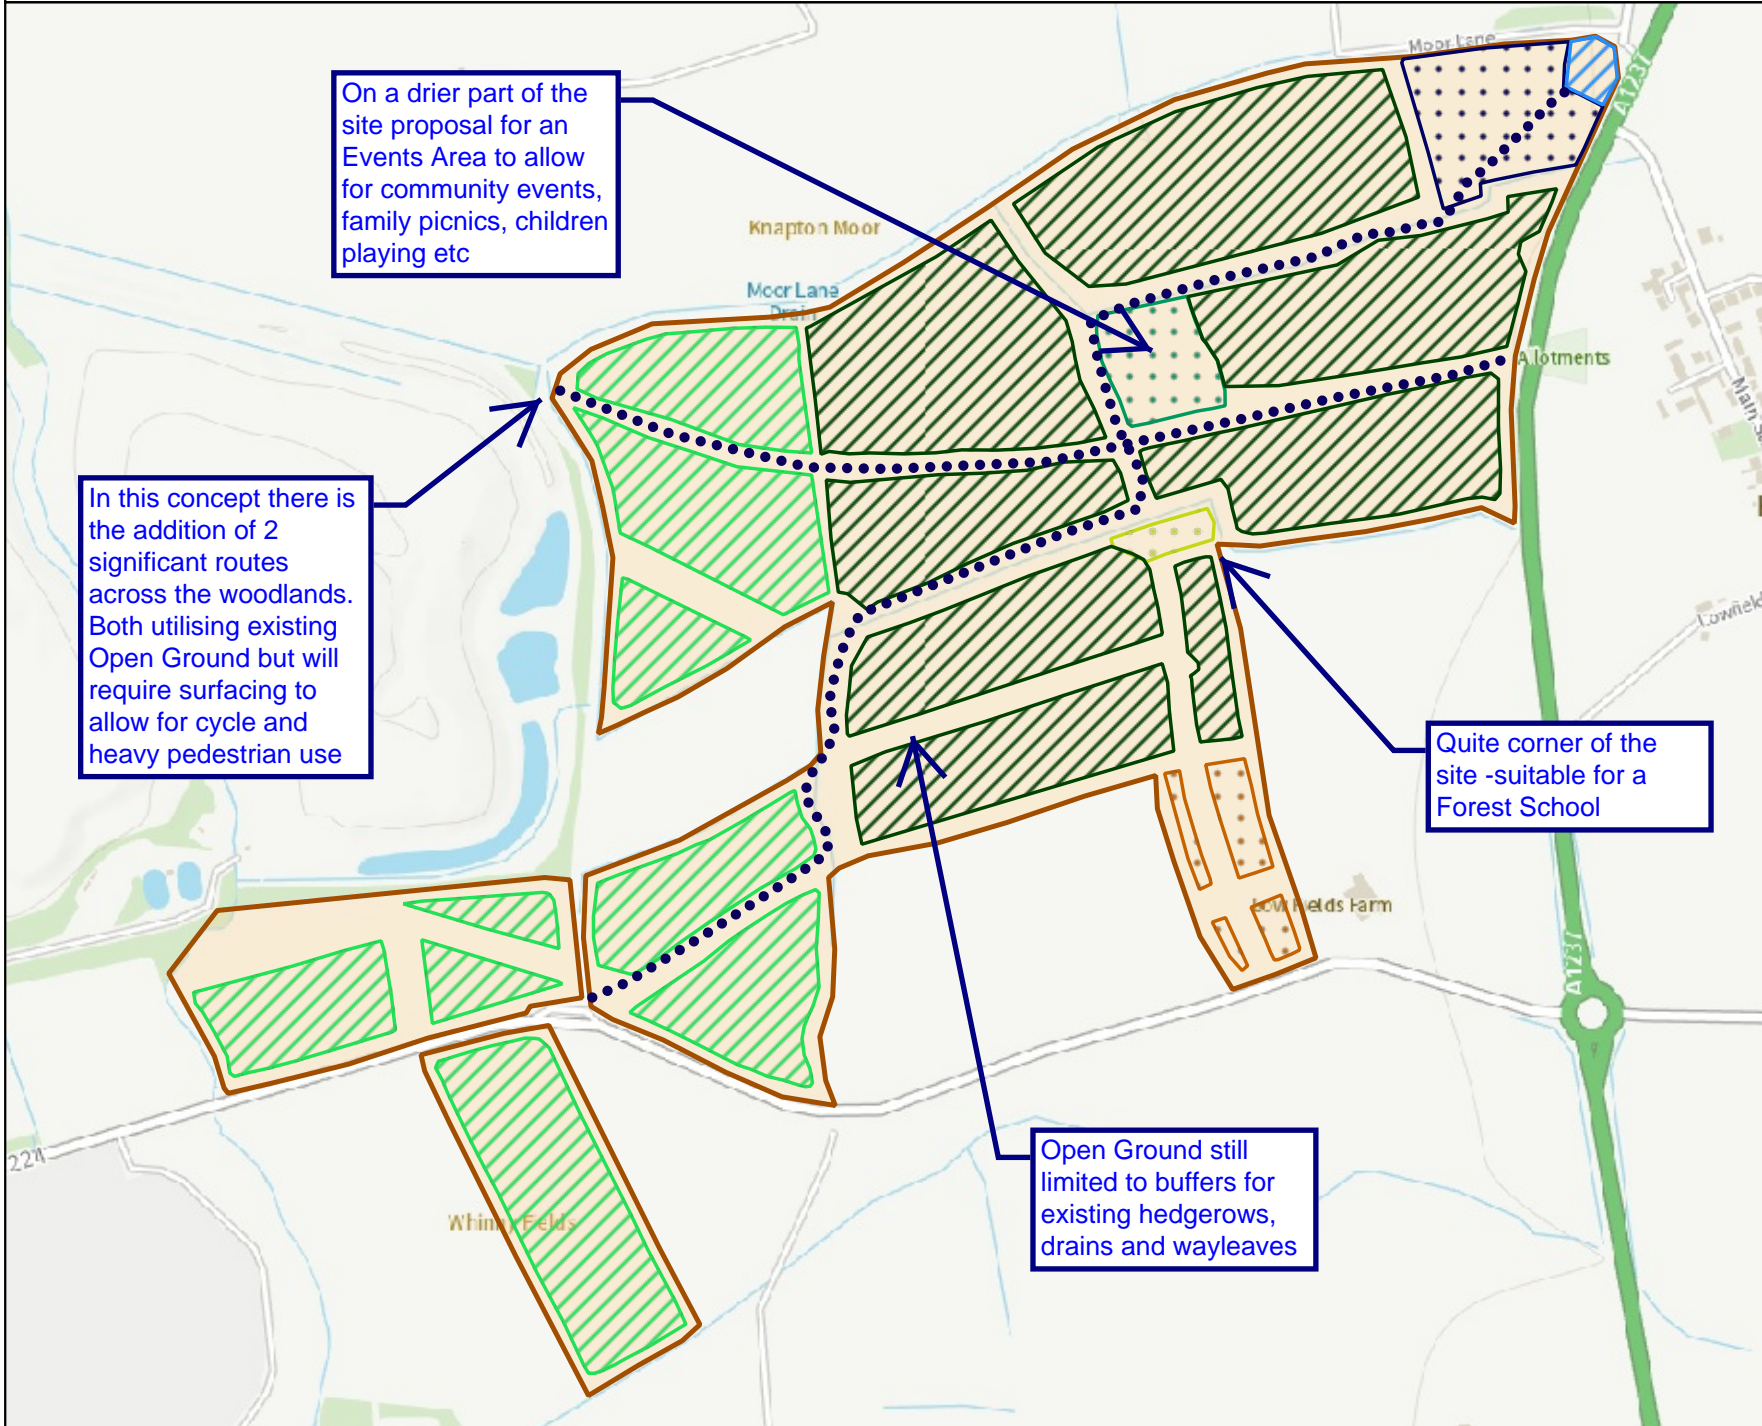 Moor Lane
A1237
On a drier part of the
site proposal for an
Events Area to allow
for community events,
family picnics, children
playing etc
Knapton Moor
Moor Lane
Drain
Allotments
Main S
In this concept there is
the addition of 2
significant routes
across the woodlands.
Both utilising existing
Open Ground but will
require surfacing to
allow for cycle and
heavy pedestrian use
Lowfield
Quite corner of the
site -suitable for a
Forest School
Low Fields Farm
A1237
Open Ground still
limited to buffers for
existing hedgerows,
drains and wayleaves
224
Whinny Fields